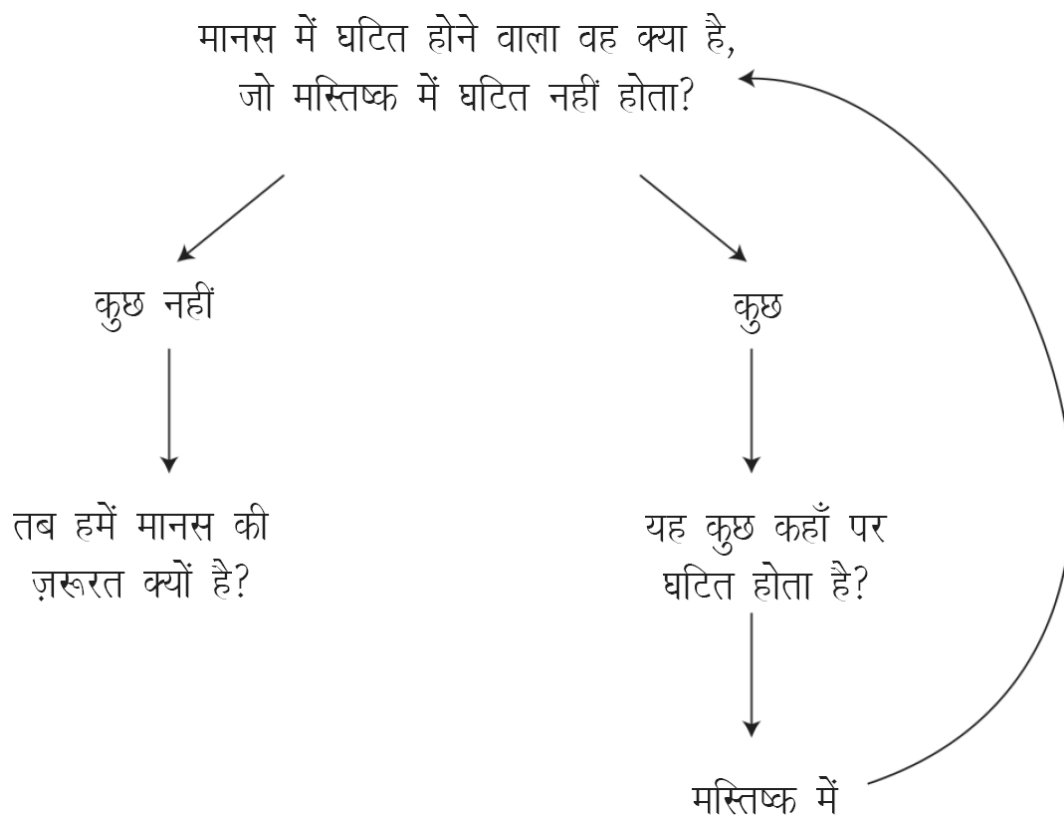 मानस में घटित होने वाला वह क्या है,
जो मस्तिष्क में घटित नहीं होता?
कुछ नहीं
कुछ
तब हमें मानस की
ज़रूरत क्यों है?
यह कुछ कहाँ पर
घटित होता है?
मस्तिष्क में